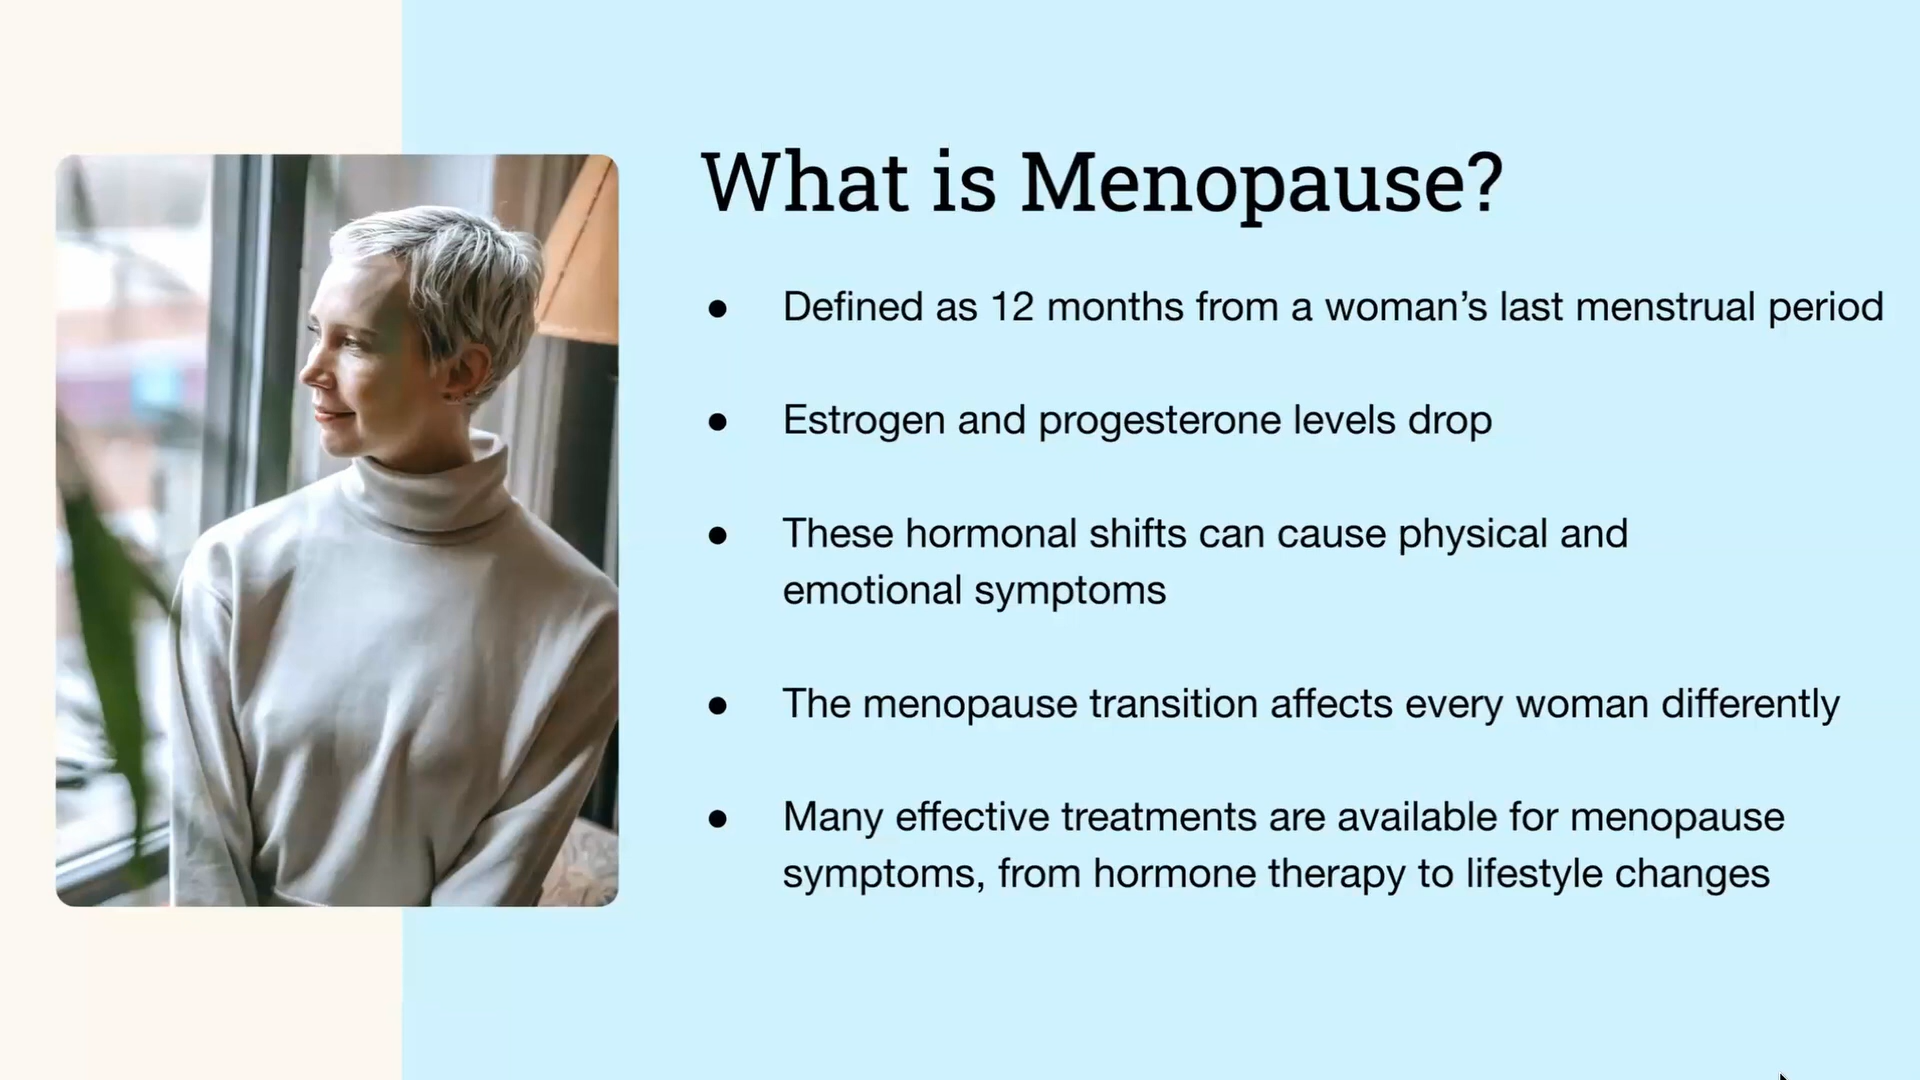 What is Menopause?
● Defined as 12 months from a woman’s last menstrual period
● Estrogen and progesterone levels drop
● These hormonal shifts can cause physical and
emotional symptoms
● The menopause transition affects every woman differently
● Many effective treatments are available for menopause
symptoms, from hormone therapy to lifestyle changes